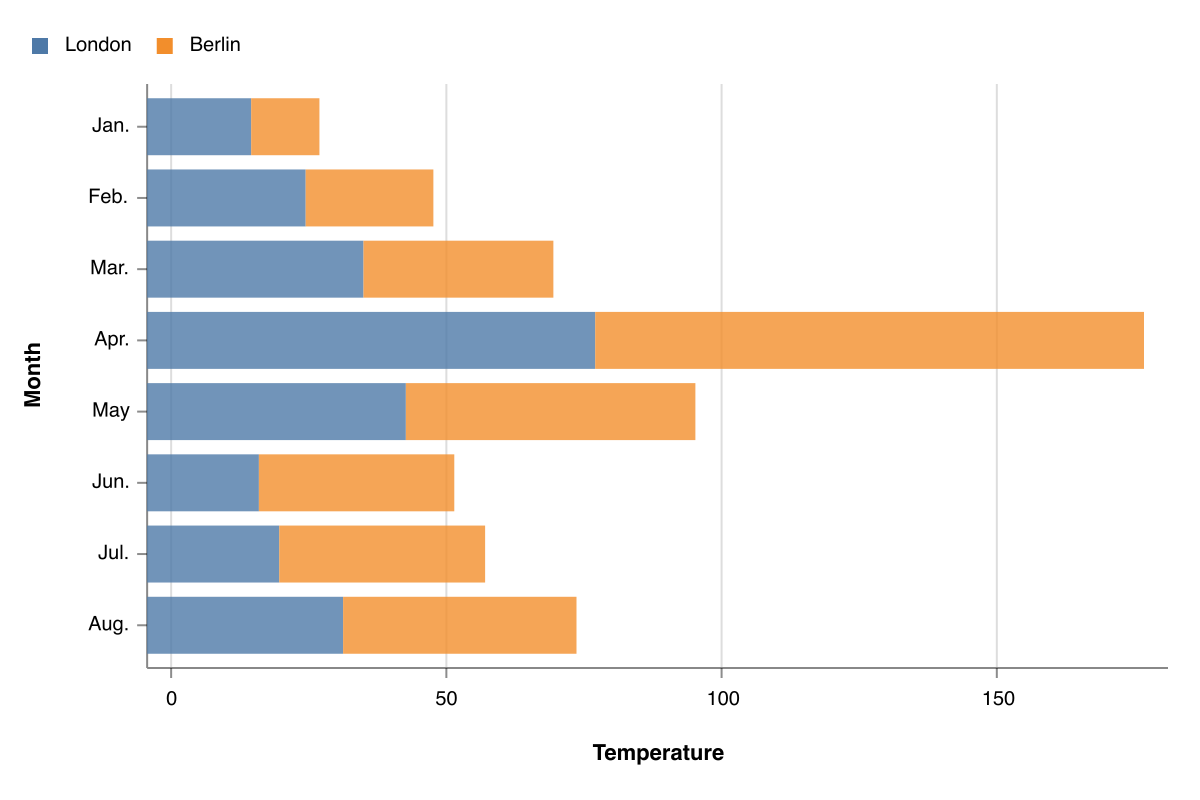 London Berlin
Jan.
Feb.
Mar.
Apr.
May
Jun.
Jul.
Aug.
Month
0 50 100 150
Temperature